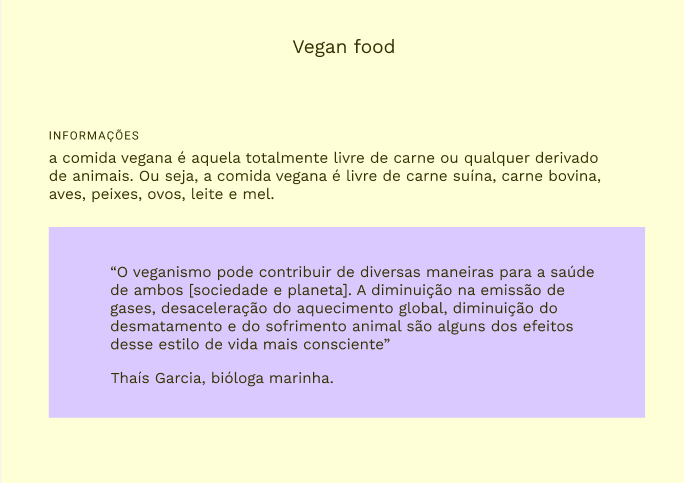 Vegan food
INFORMAÇÕES
a comida vegana é aquela totalmente livre de carne ou qualquer derivado
de animais. Ou seja, a comida vegana é livre de carne suína, carne bovina,
aves, peixes, ovos, leite e mel.
“O veganismo pode contribuir de diversas maneiras para a saúde
de ambos [sociedade e planeta]. A diminuição na emissão de
gases, desaceleração do aquecimento global, diminuição do
desmatamento e do sofrimento animal são alguns dos efeitos
desse estilo de vida mais consciente”
Thaís Garcia, bióloga marinha.